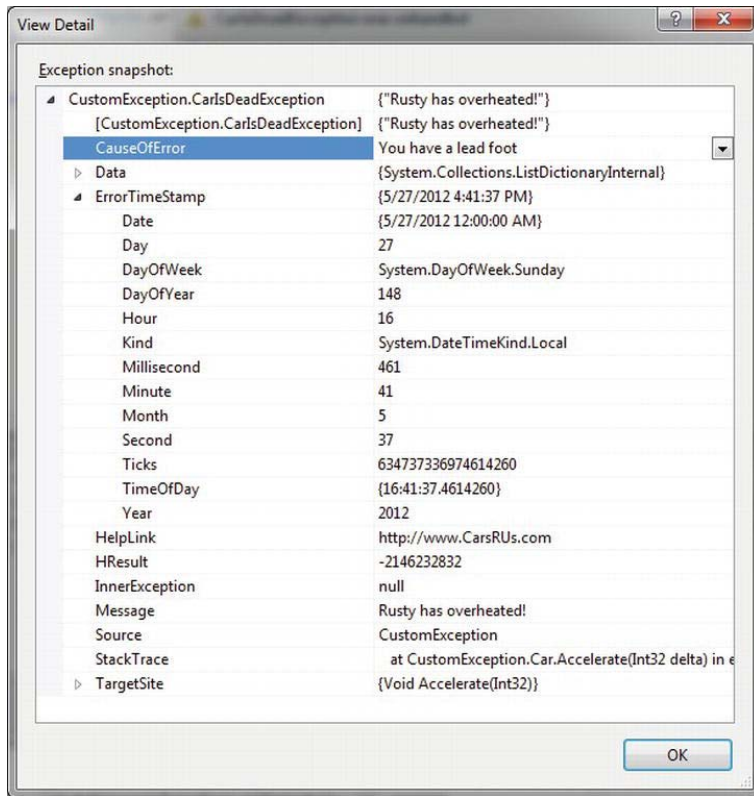 View Detail
Exception snapshot:
CustomException.CarIsDeadException {"Rusty has overheated!"}
[CustomException.CarIsDeadException] {"Rusty has overheated!"}
CauseOfError You have a lead foot
Data {System.Collections.ListDictionaryInternal}
ErrorTimeStamp {5/27/2012 4:41:37 PM}
Date {5/27/2012 12:00:00 AM}
Day 27
DayOfWeek System.DayOfWeek.Sunday
DayOfYear 148
Hour 16
Kind System.DateTimeKind.Local
Millisecond 461
Minute 41
Month 5
Second 37
Ticks 634737336974614260
TimeOfDay {16:41:37.4614260}
Year 2012
HelpLink http://www.CarsRUs.com
HResult -2146232832
InnerException null
Message Rusty has overheated!
Source CustomException
StackTrace at CustomException.Car.Accelerate(Int32 delta) in e
TargetSite {Void Accelerate(Int32)}
OK